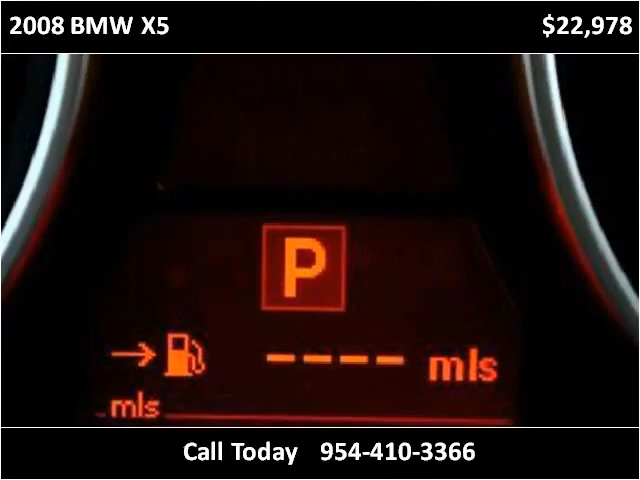 2008 BMW X5 $22,978
P
---- mls
mls
Call Today 954-410-3366